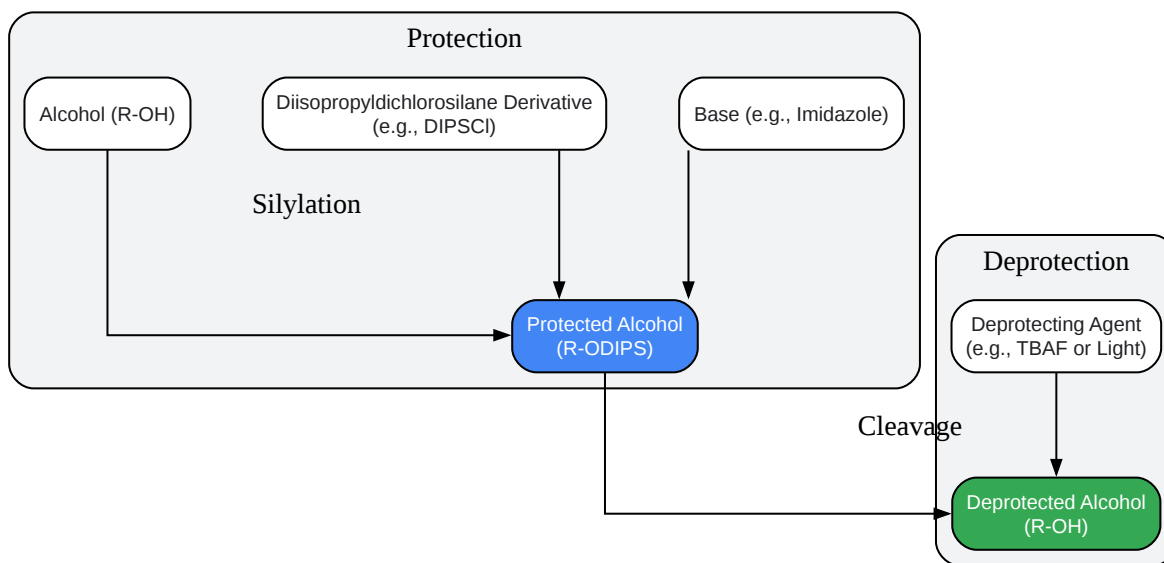 Protection
Alcohol (R-OH)
Diisopropyldichlorosilane Derivative
(e.g., DIPSCl)
Base (e.g., Imidazole)
Silylation
Protected Alcohol
(R-ODIPS)
Deprotection
Deprotecting Agent
(e.g., TBAF or Light)
Cleavage
Deprotected Alcohol
(R-OH)